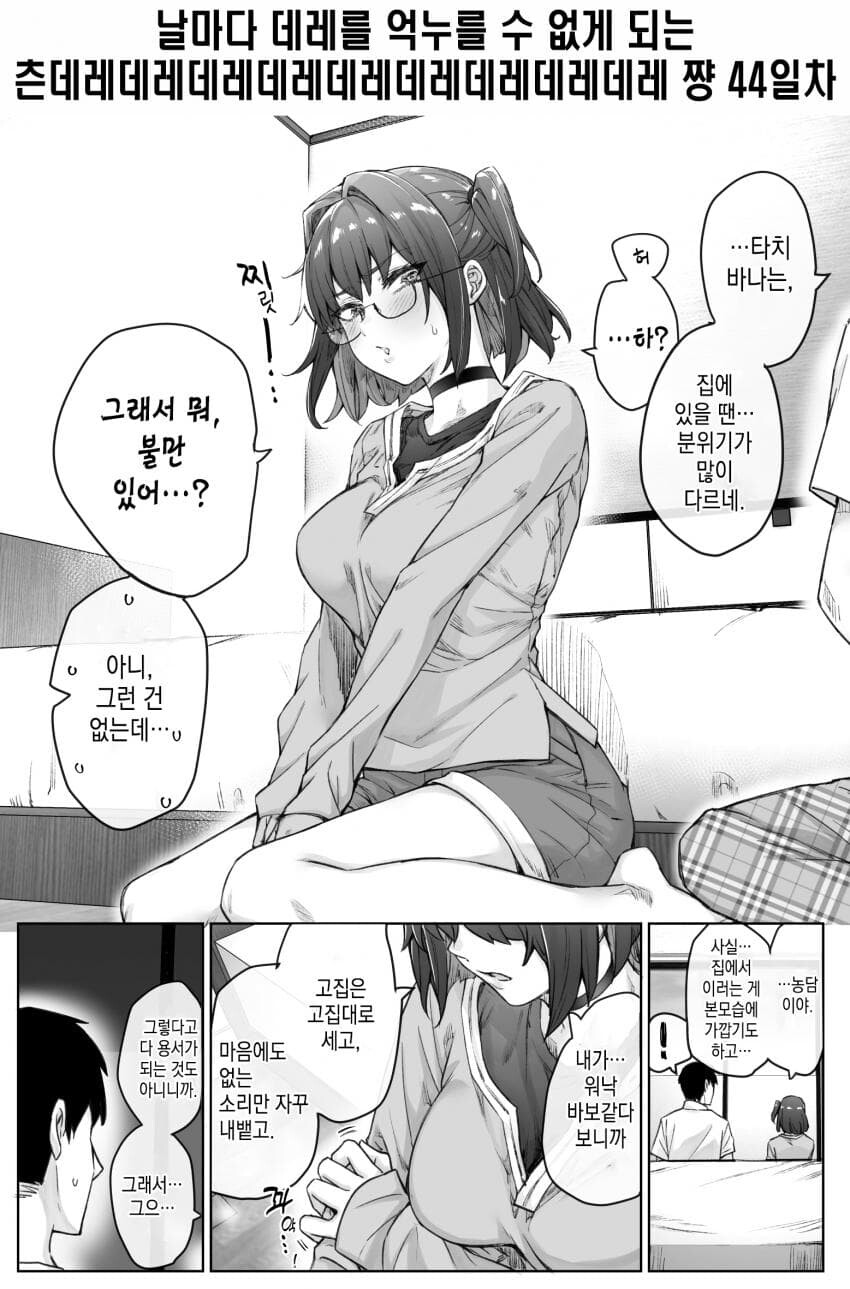 날마다 데레를 억누를 수 없게 되는
츤데레데레데레데레데레데레데레데레데레 쨩 44일차
…타치
바나는,
집에
있을 땐…
분위기가
많이
다르네.
허
…하?
찌릿
그래서 뭐,
불만
있어…?
아니,
그런 건
없는데…
…농담
이야.
사실…
집에서
이러는 게
본모습에
가깝기도
하고…
!
내가…
워낙
바보같다
보니까
고집은
고집대로
세고,
마음에도
없는
소리만 자꾸
내뱉고.
꽈
야…!
그렇다고
다 용서가
되는 것도
아니니까.
그래서…
그으…